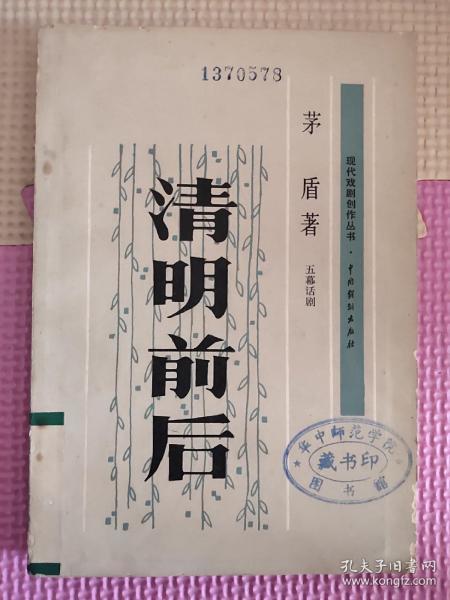 1370578
清明前后
茅盾著
五幕话剧
现代戏剧创作丛书·中国戏剧出版社
华中师范学院
藏书印
图书馆
孔夫子旧书网
www.kongfz.com